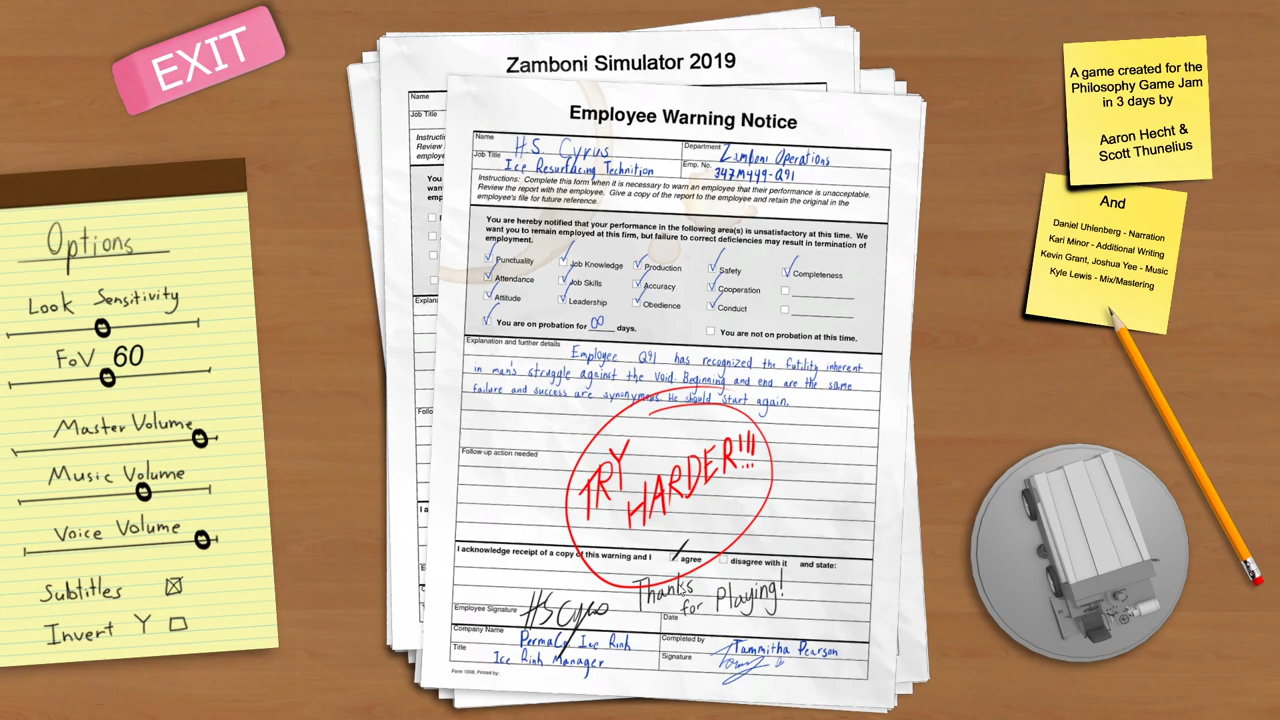 EXIT
Options
Look Sensitivity
FoV 60
Master Volume
Music Volume
Voice Volume
Subtitles
Invert Y
Zamboni Simulator 2019
Name
Job Title
Employee Warning Notice
Name H.S. Cyrus Department Zamboni Operations
Job Title Ice Resurfacing Technition Emp. No. 347M449-Q91
Instructions: Complete this form when it is necessary to warn an employee that their performance is unacceptable.
Review the report with the employee. Give a copy of the report to the employee and retain the original in the
employee's file for future reference.
You are hereby notified that your performance in the following area(s) is unsatisfactory at this time. We
want you to remain employed at this firm, but failure to correct deficiencies may result in termination of
employment.
Punctuality Job Knowledge Production Safety Completeness
Attendance Job Skills Accuracy Cooperation
Attitude Leadership Obedience Conduct
You are on probation for ∞ days. You are not on probation at this time.
Explanation and further details Employee Q91 has recognized the futility inherent
in man's struggle against the void. Beginning and end are the same
failure and success are synonymous. He should start again.
TRY
HARDER!!!
Follow-up action needed
I acknowledge receipt of a copy of this warning and I agree disagree with it and state:
Thanks
for Playing!
Employee Signature HS Cyrus Date
Company Name PermaCo Ice Rink Completed by Tammitha Pearson
Title Ice Rink Manager Signature
Form 1008, Printed by:
A game created for the
Philosophy Game Jam
in 3 days by
Aaron Hecht &
Scott Thunelius
And
Daniel Uhlenberg - Narration
Kari Minor - Additional Writing
Kevin Grant, Joshua Yee - Music
Kyle Lewis - Mix/Mastering